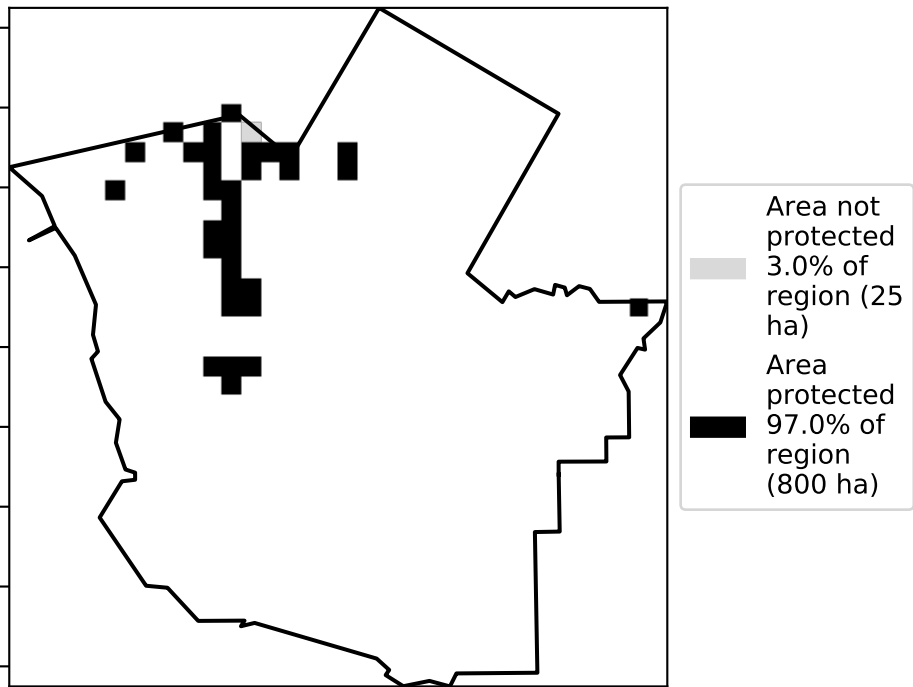 Area not
protected
3.0% of
region (25
ha)
Area
protected
97.0% of
region
(800 ha)